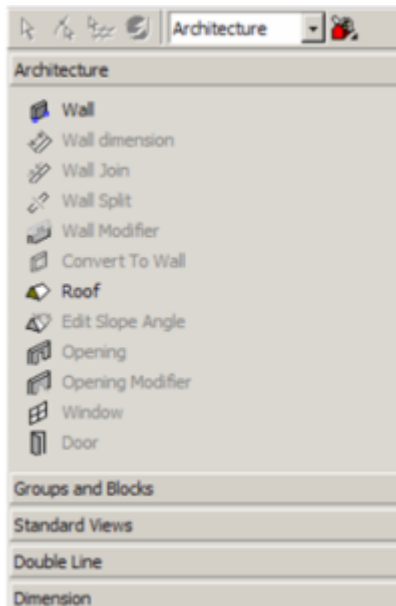 Architecture
Architecture
Wall
Wall dimension
Wall Join
Wall Split
Wall Modifier
Convert To Wall
Roof
Edit Slope Angle
Opening
Opening Modifier
Window
Door
Groups and Blocks
Standard Views
Double Line
Dimension